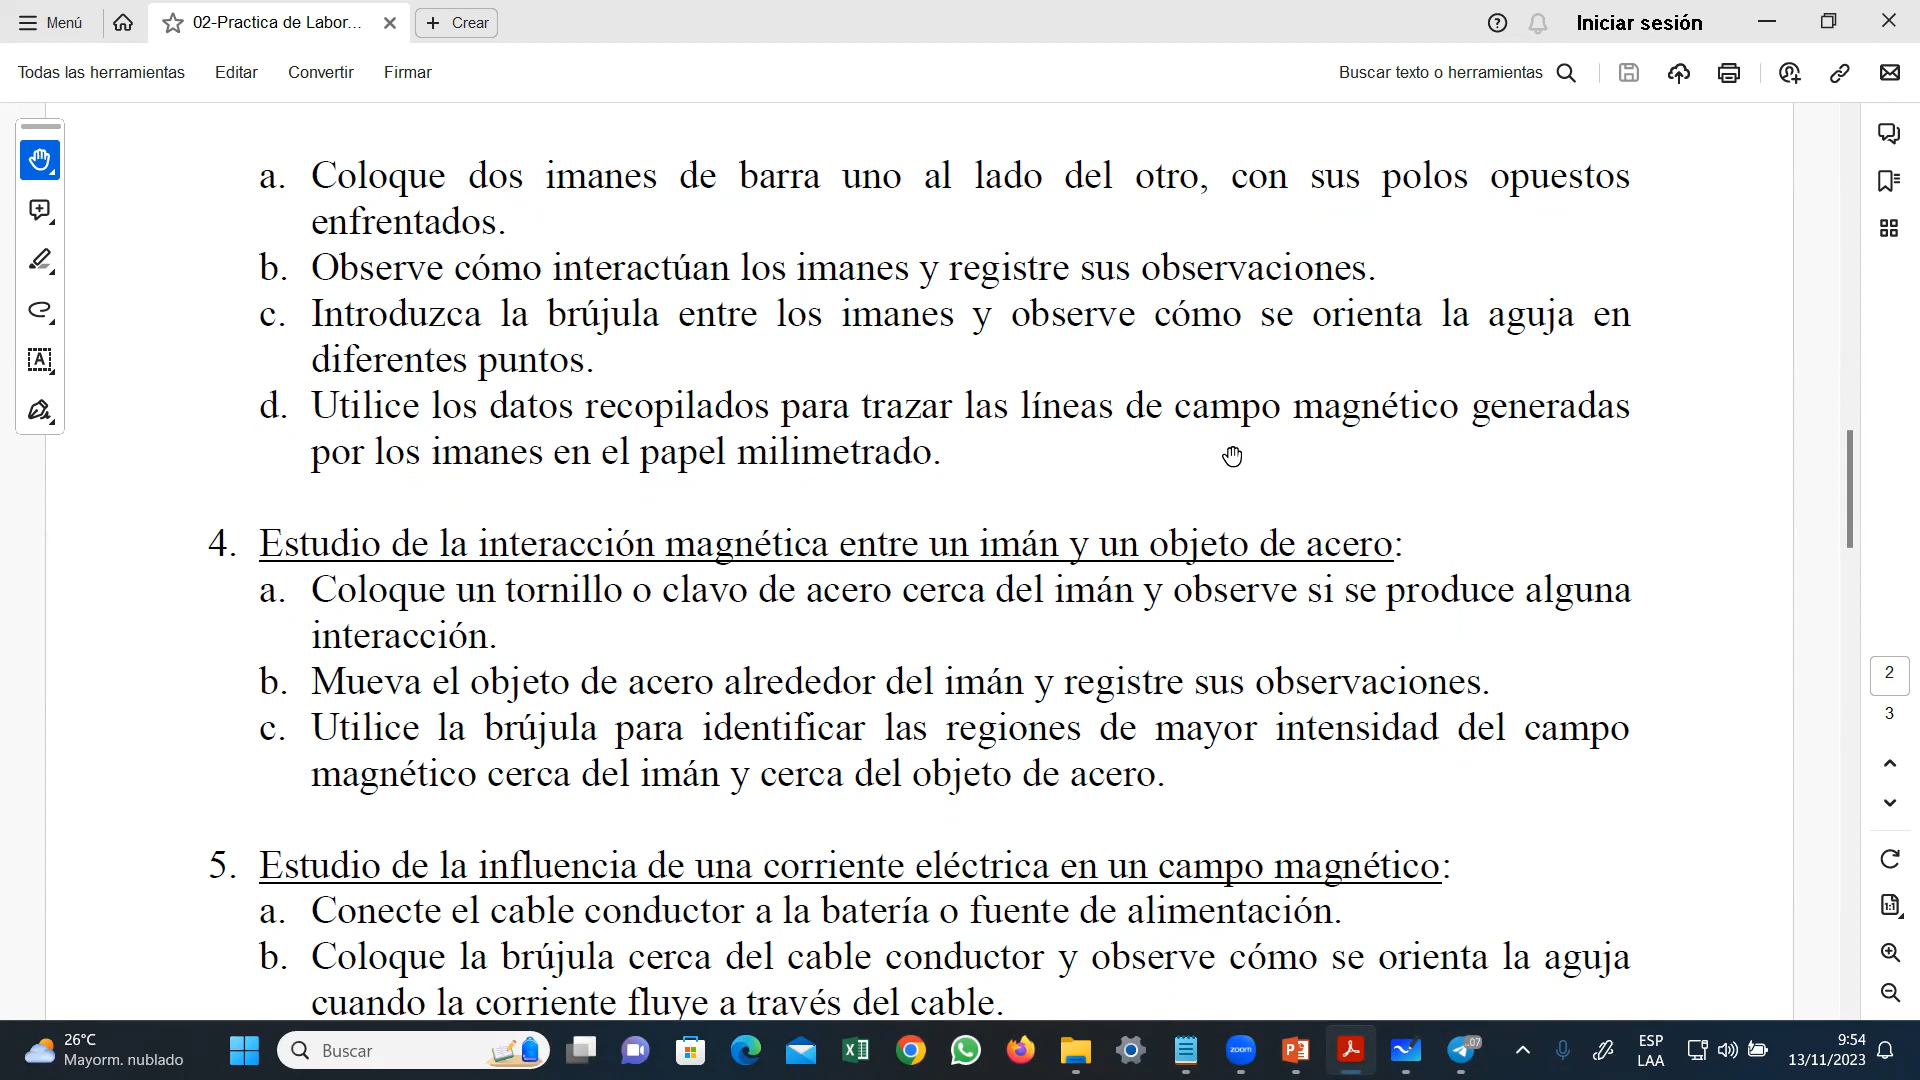 Menú
02-Practica de Labor...
Crear
Iniciar sesión
Todas las herramientas
Editar
Convertir
Firmar
Buscar texto o herramientas
a. Coloque dos imanes de barra uno al lado del otro, con sus polos opuestos
enfrentados.
b. Observe cómo interactúan los imanes y registre sus observaciones.
c. Introduzca la brújula entre los imanes y observe cómo se orienta la aguja en
diferentes puntos.
d. Utilice los datos recopilados para trazar las líneas de campo magnético generadas
por los imanes en el papel milimetrado.
4. Estudio de la interacción magnética entre un imán y un objeto de acero:
a. Coloque un tornillo o clavo de acero cerca del imán y observe si se produce alguna
interacción.
b. Mueva el objeto de acero alrededor del imán y registre sus observaciones.
c. Utilice la brújula para identificar las regiones de mayor intensidad del campo
magnético cerca del imán y cerca del objeto de acero.
5. Estudio de la influencia de una corriente eléctrica en un campo magnético:
a. Conecte el cable conductor a la batería o fuente de alimentación.
b. Coloque la brújula cerca del cable conductor y observe cómo se orienta la aguja
cuando la corriente fluye a través del cable.
2
3
1:1
26°C
Mayorm. nublado
Buscar
zoom
07
ESP
LAA
9:54
13/11/2023